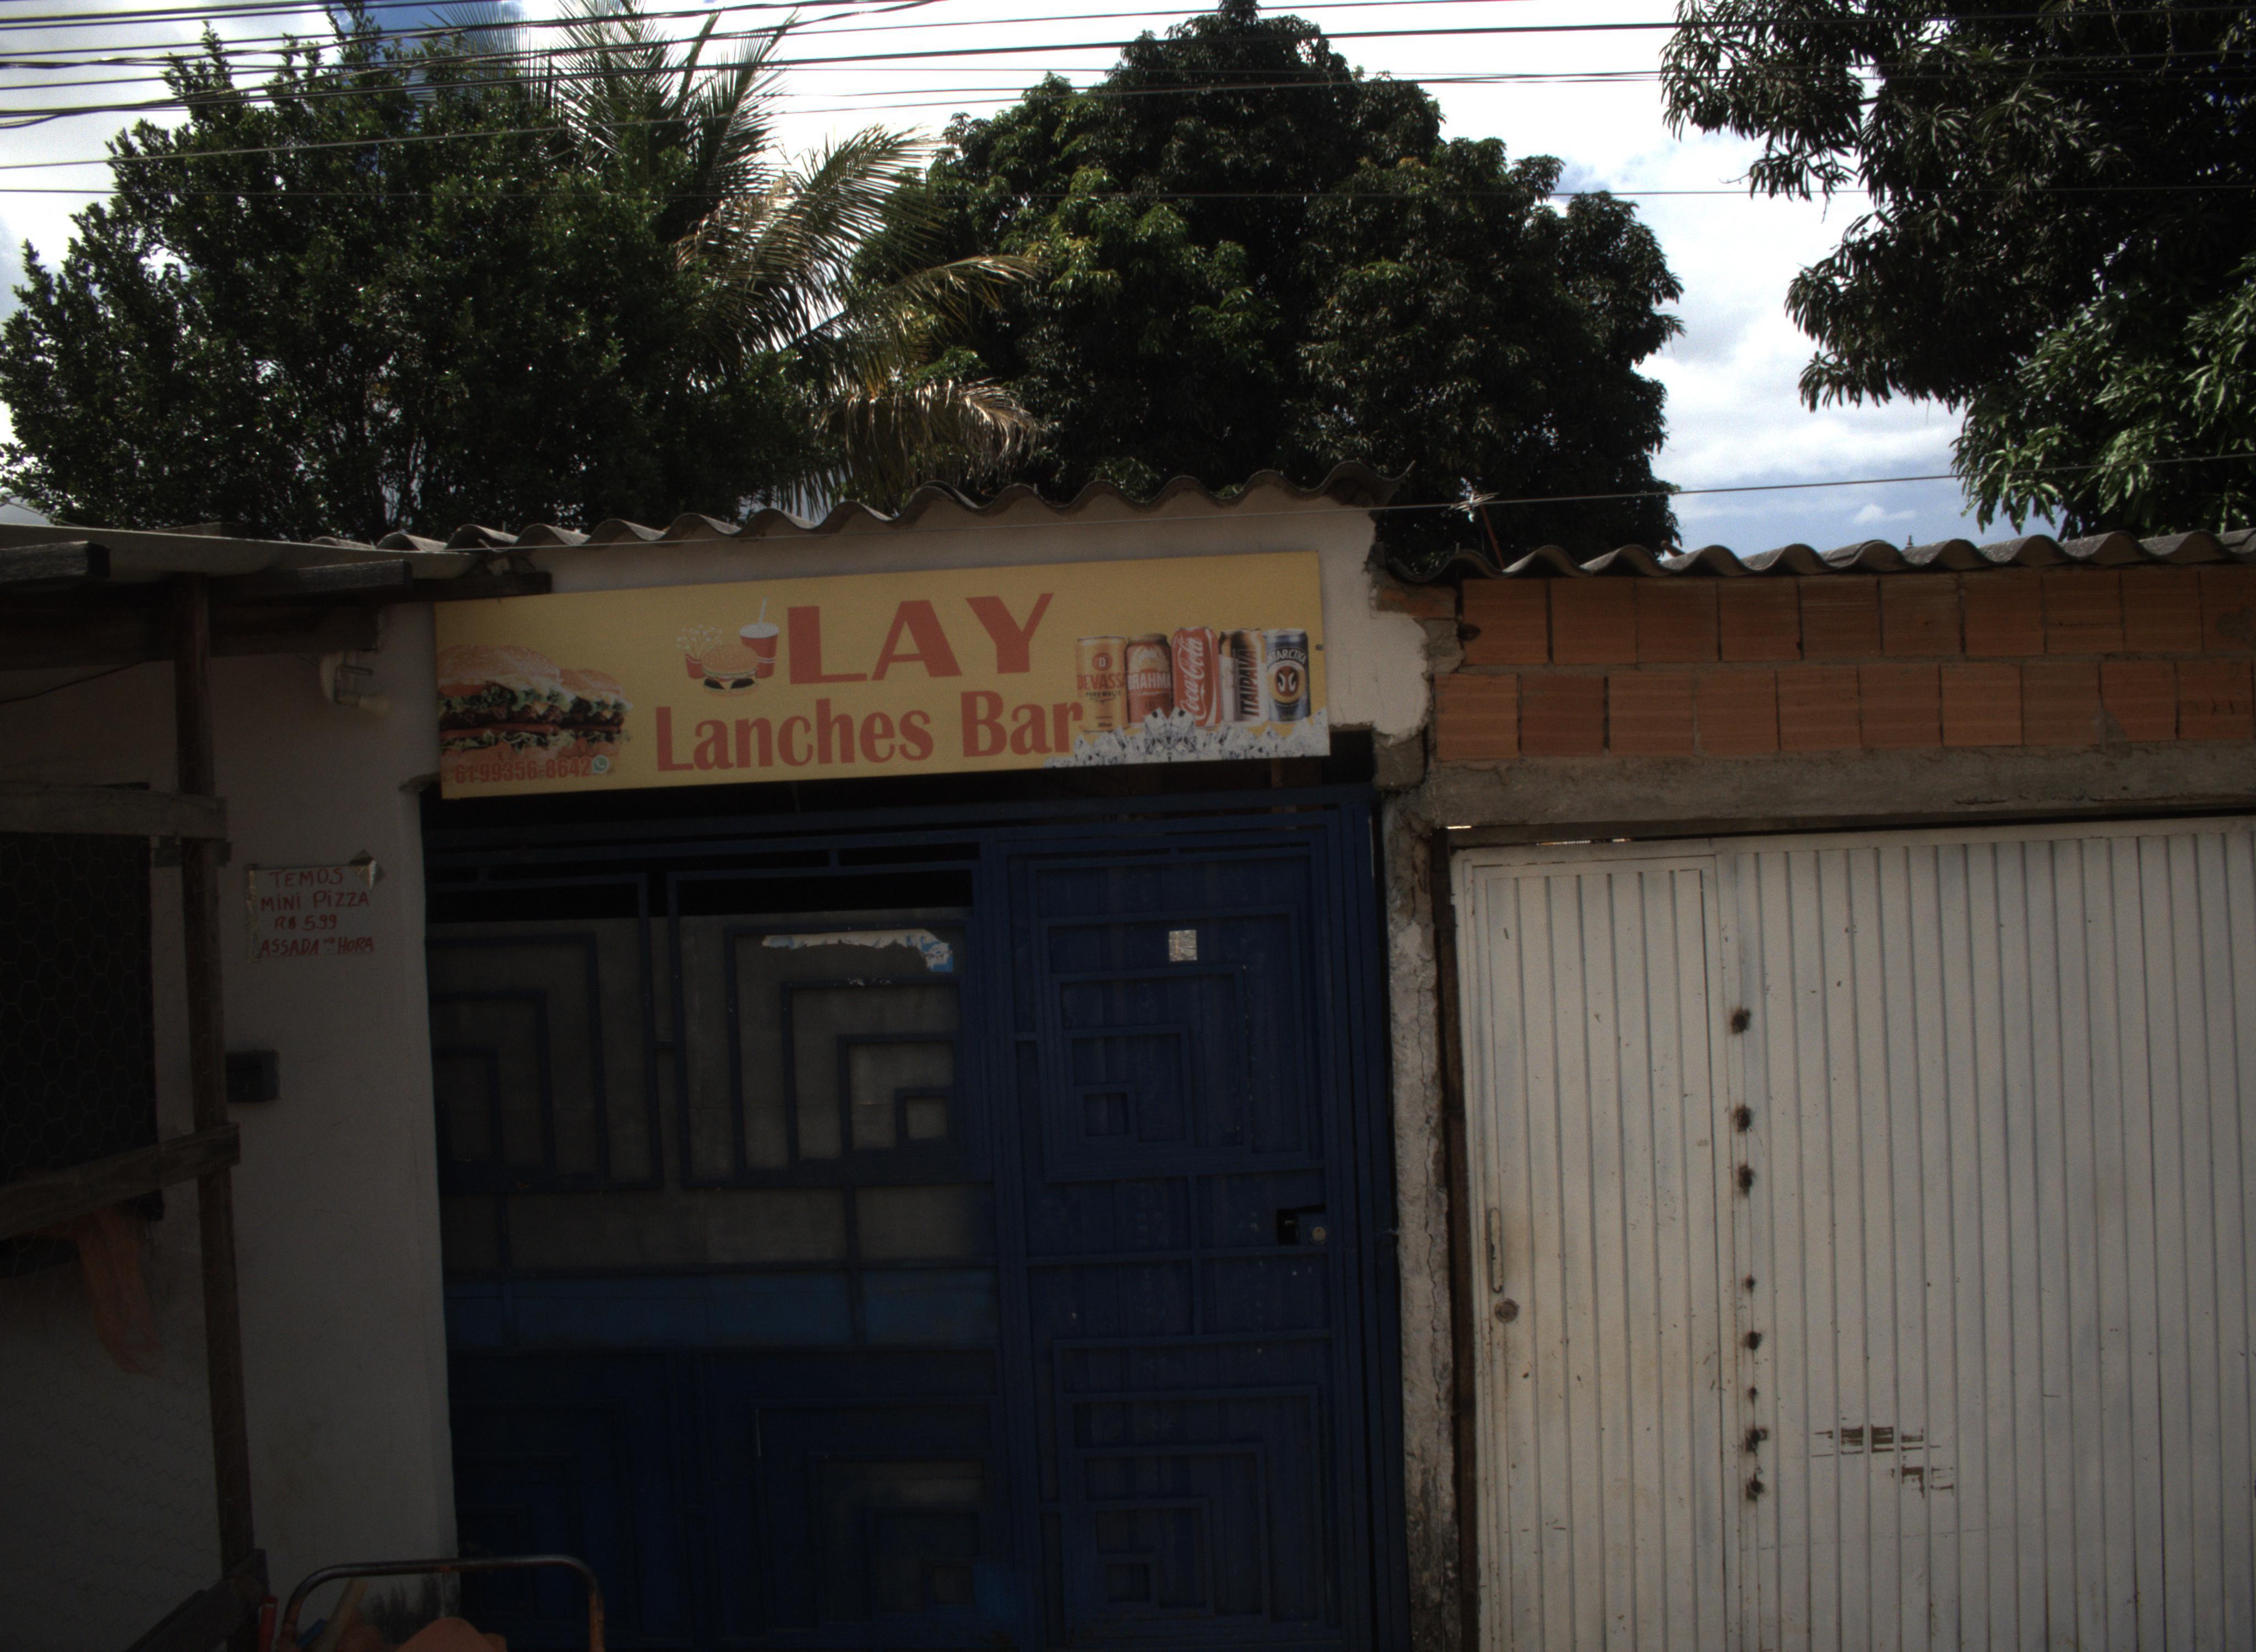 LAY
Lanches Bar
61 99356-8642
DEVASSA
BRAHMA
Coca-Cola
ITAIPAVA
ANTARCTICA
TEMOS
MINI PIZZA
R$ 5,99
ASSADA NA HORA